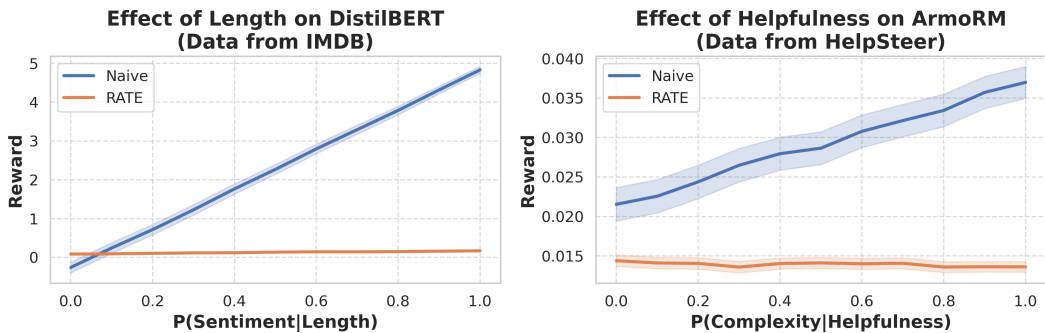 Effect of Length on DistilBERT
(Data from IMDB)
Naive
RATE
Reward
5
4
3
2
1
0
0.0
0.2
0.4
0.6
0.8
1.0
P(Sentiment|Length)
Effect of Helpfulness on ArmoRM
(Data from HelpSteer)
Naive
RATE
Reward
0.040
0.035
0.030
0.025
0.020
0.015
0.0
0.2
0.4
0.6
0.8
1.0
P(Complexity|Helpfulness)